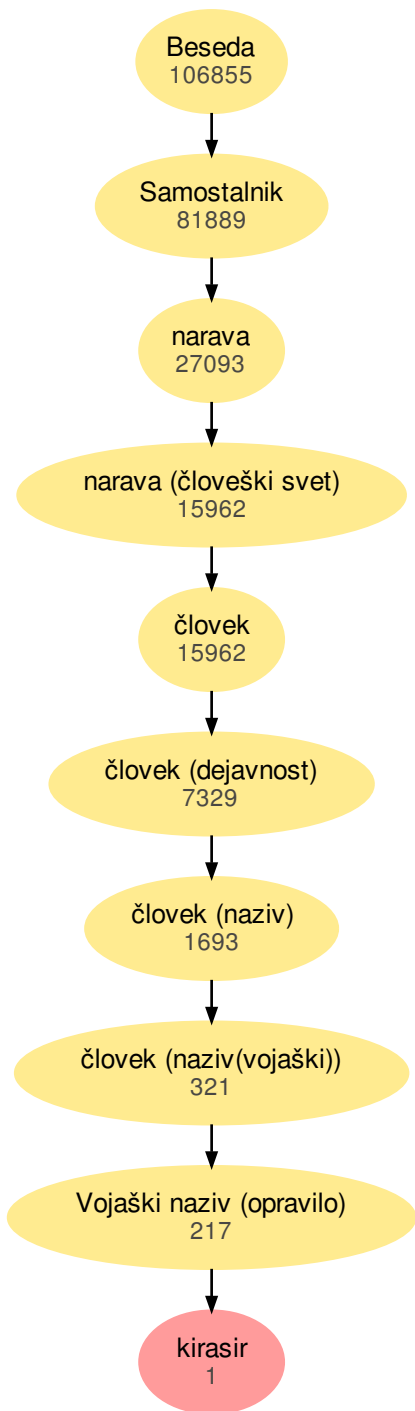 Beseda
106855
Samostalnik
81889
narava
27093
narava (človeški svet)
15962
človek
15962
človek (dejavnost)
7329
človek (naziv)
1693
človek (naziv(vojaški))
321
Vojaški naziv (opravilo)
217
kirasir
1